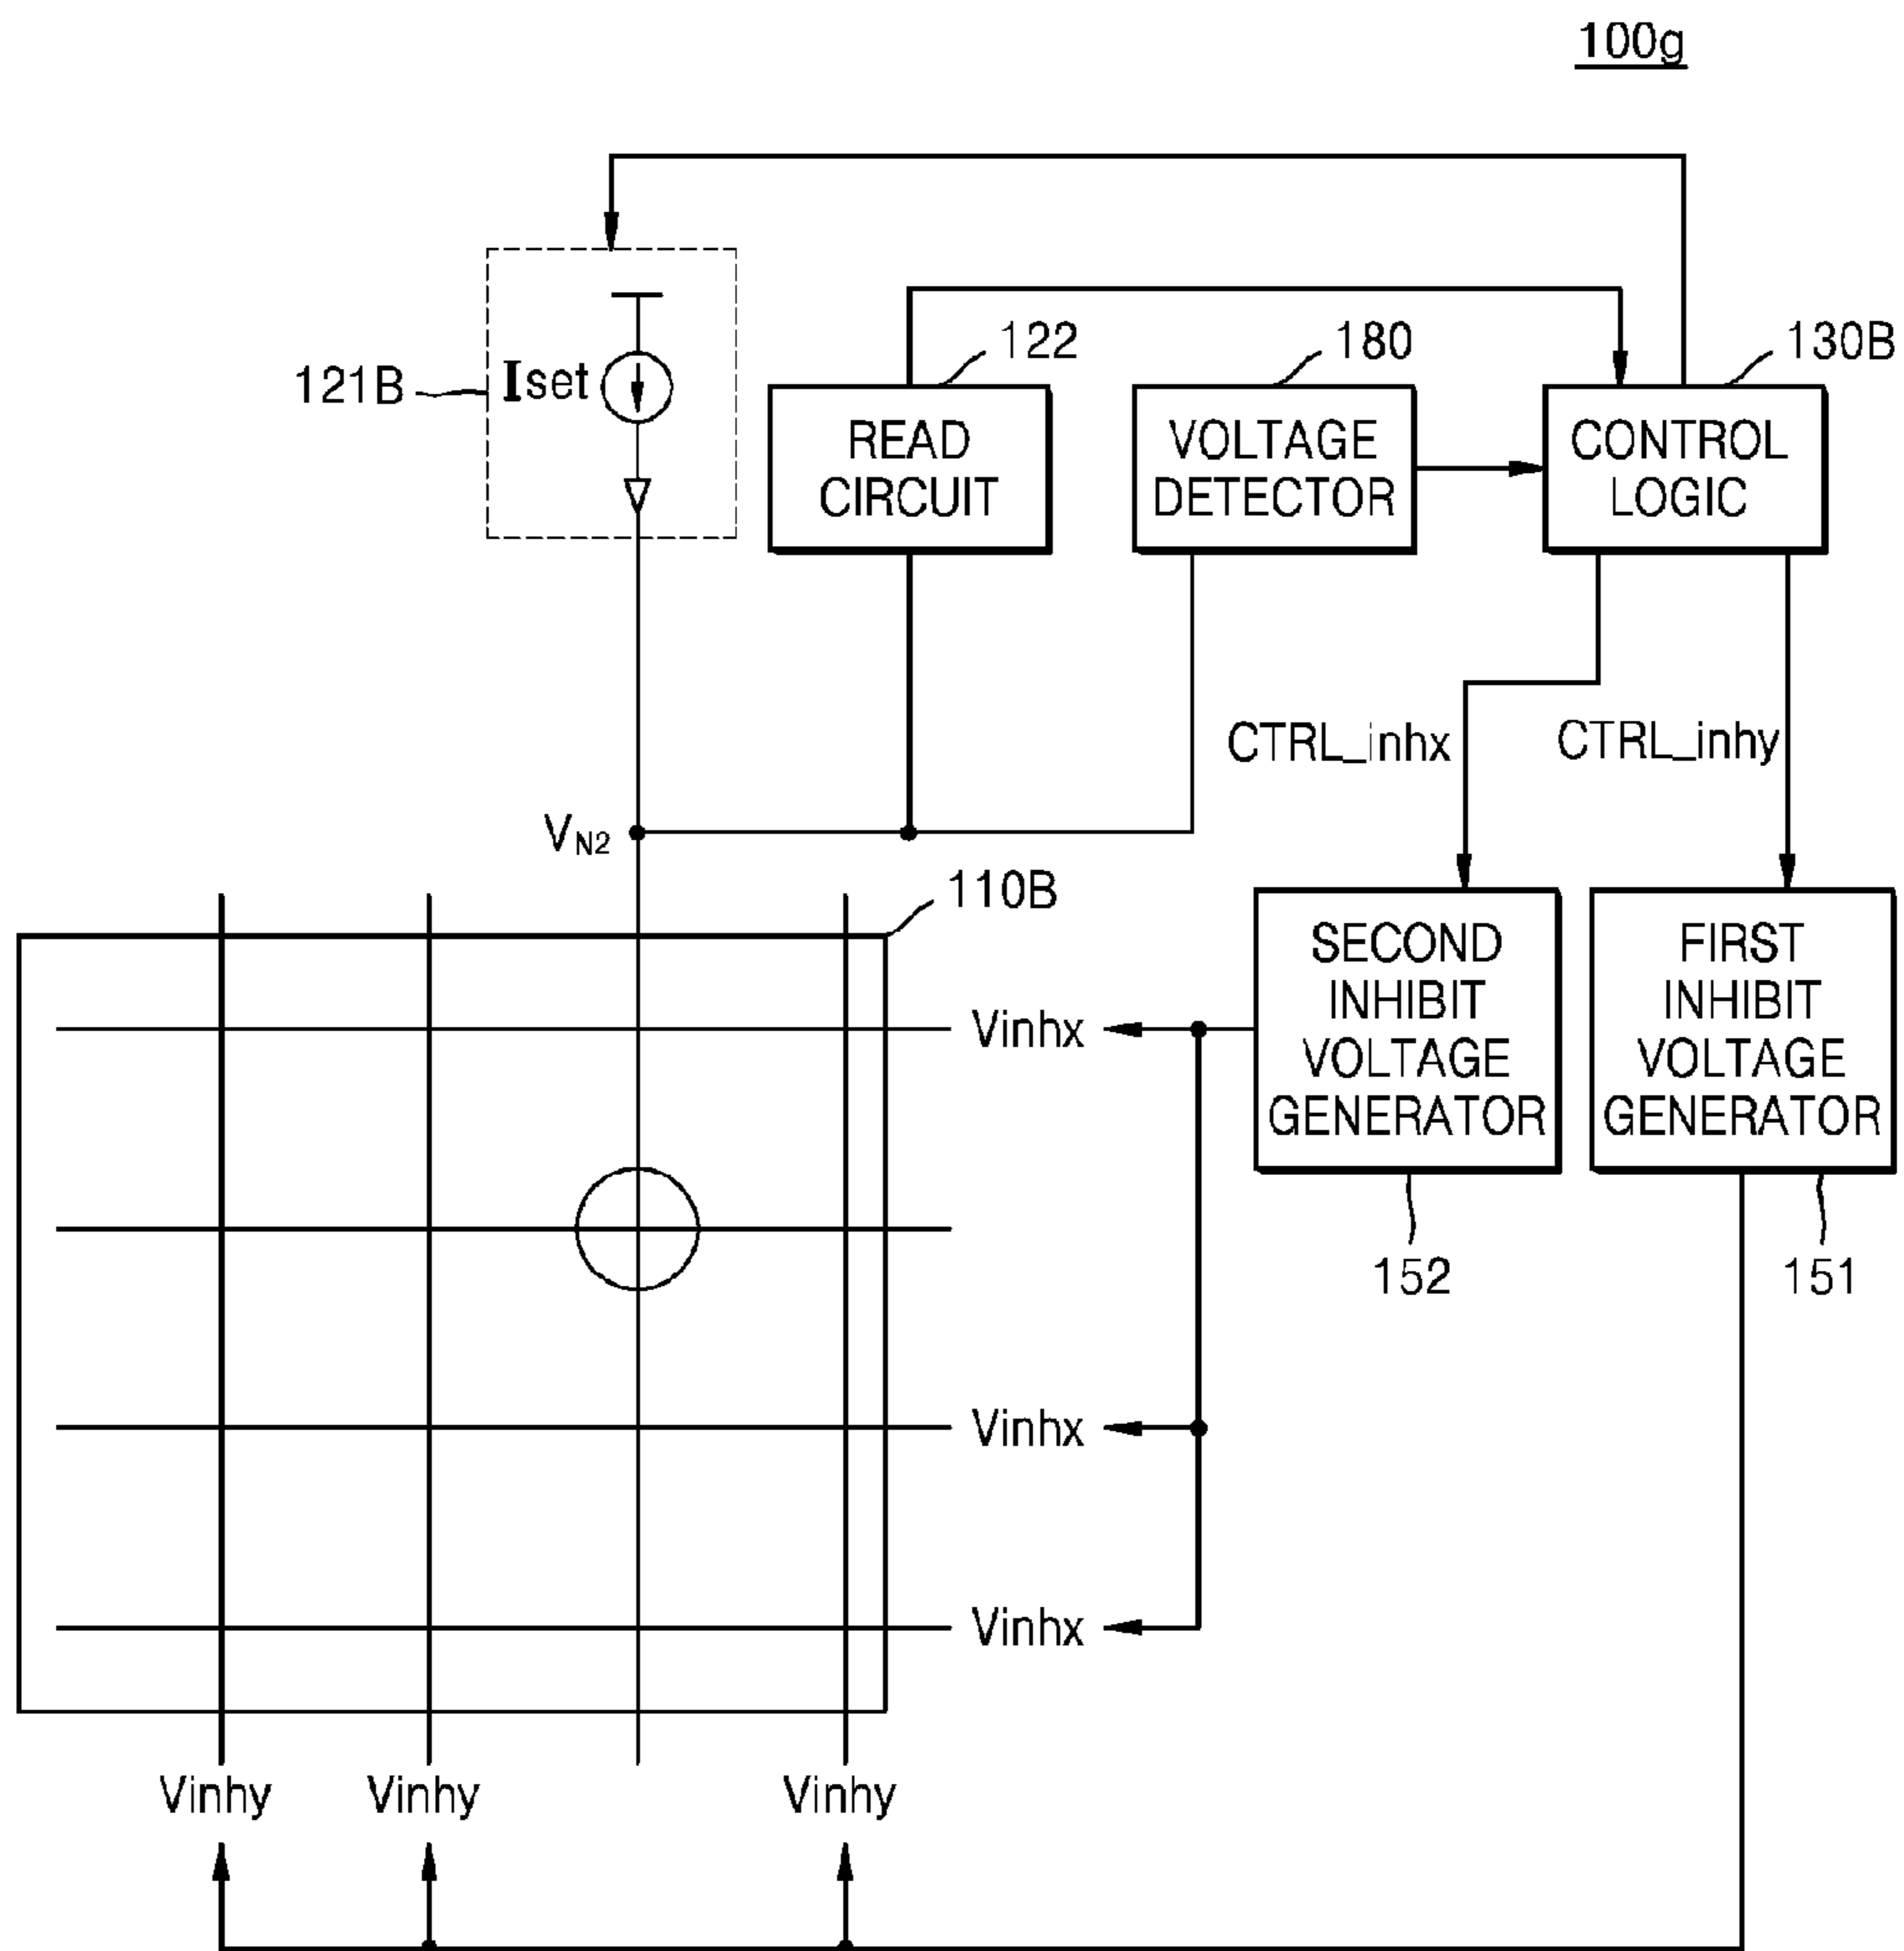 100g
122
180
130B
121B
Iset
READ
CIRCUIT
VOLTAGE
DETECTOR
CONTROL
LOGIC
CTRL_inhx
CTRL_inhy
VN2
110B
SECOND
INHIBIT
VOLTAGE
GENERATOR
FIRST
INHIBIT
VOLTAGE
GENERATOR
Vinhx
152
151
Vinhx
Vinhx
Vinhy
Vinhy
Vinhy